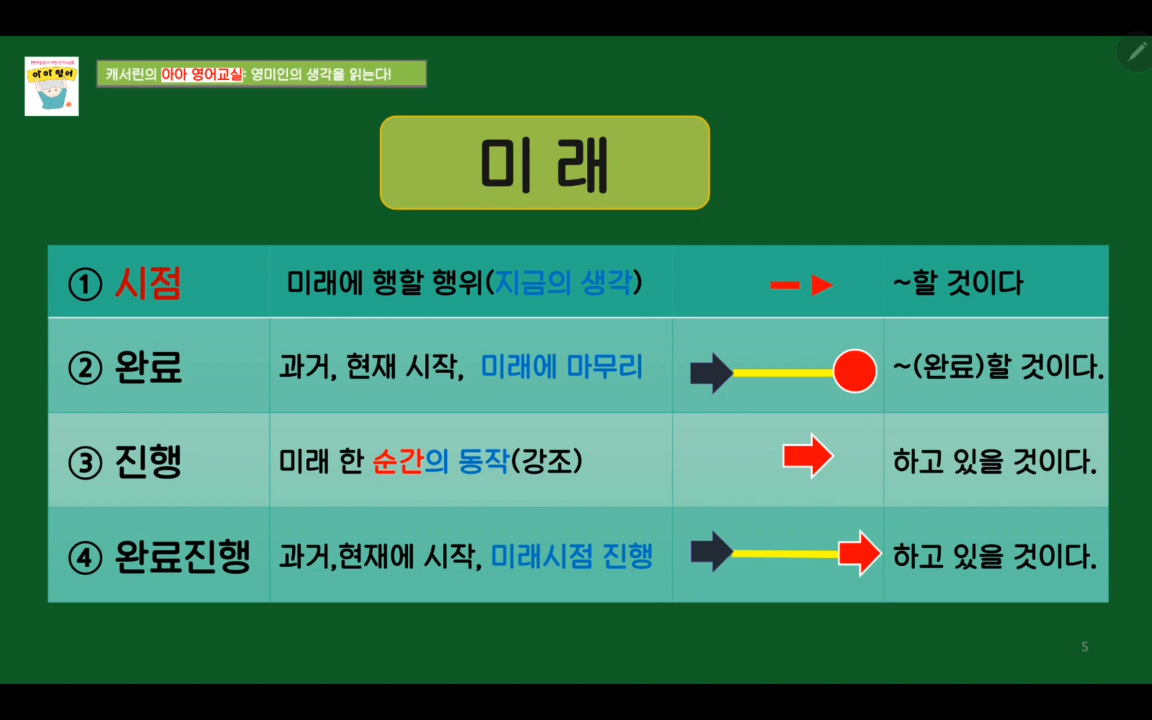 아아 영어
캐서린의 아아 영어교실: 영미인의 생각을 읽는다!
미 래
① 시점 미래에 행할 행위(지금의 생각) ~할 것이다
② 완료 과거, 현재 시작, 미래에 마무리 ~(완료)할 것이다.
③ 진행 미래 한 순간의 동작(강조) 하고 있을 것이다.
④ 완료진행 과거,현재에 시작, 미래시점 진행 하고 있을 것이다.
5